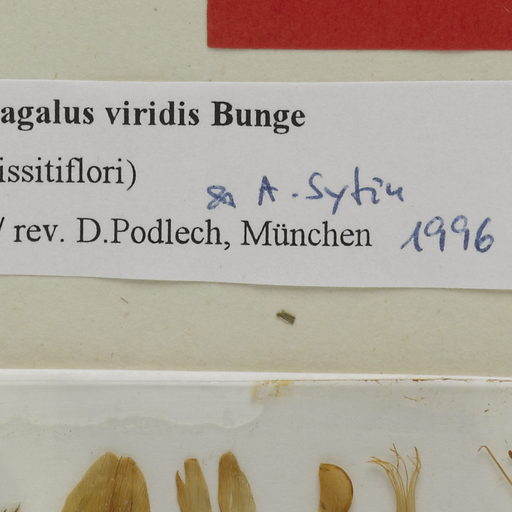 agalus viridis Bunge
issitiflori)
& A. Sytin
/ rev. D.Podlech, München 1996